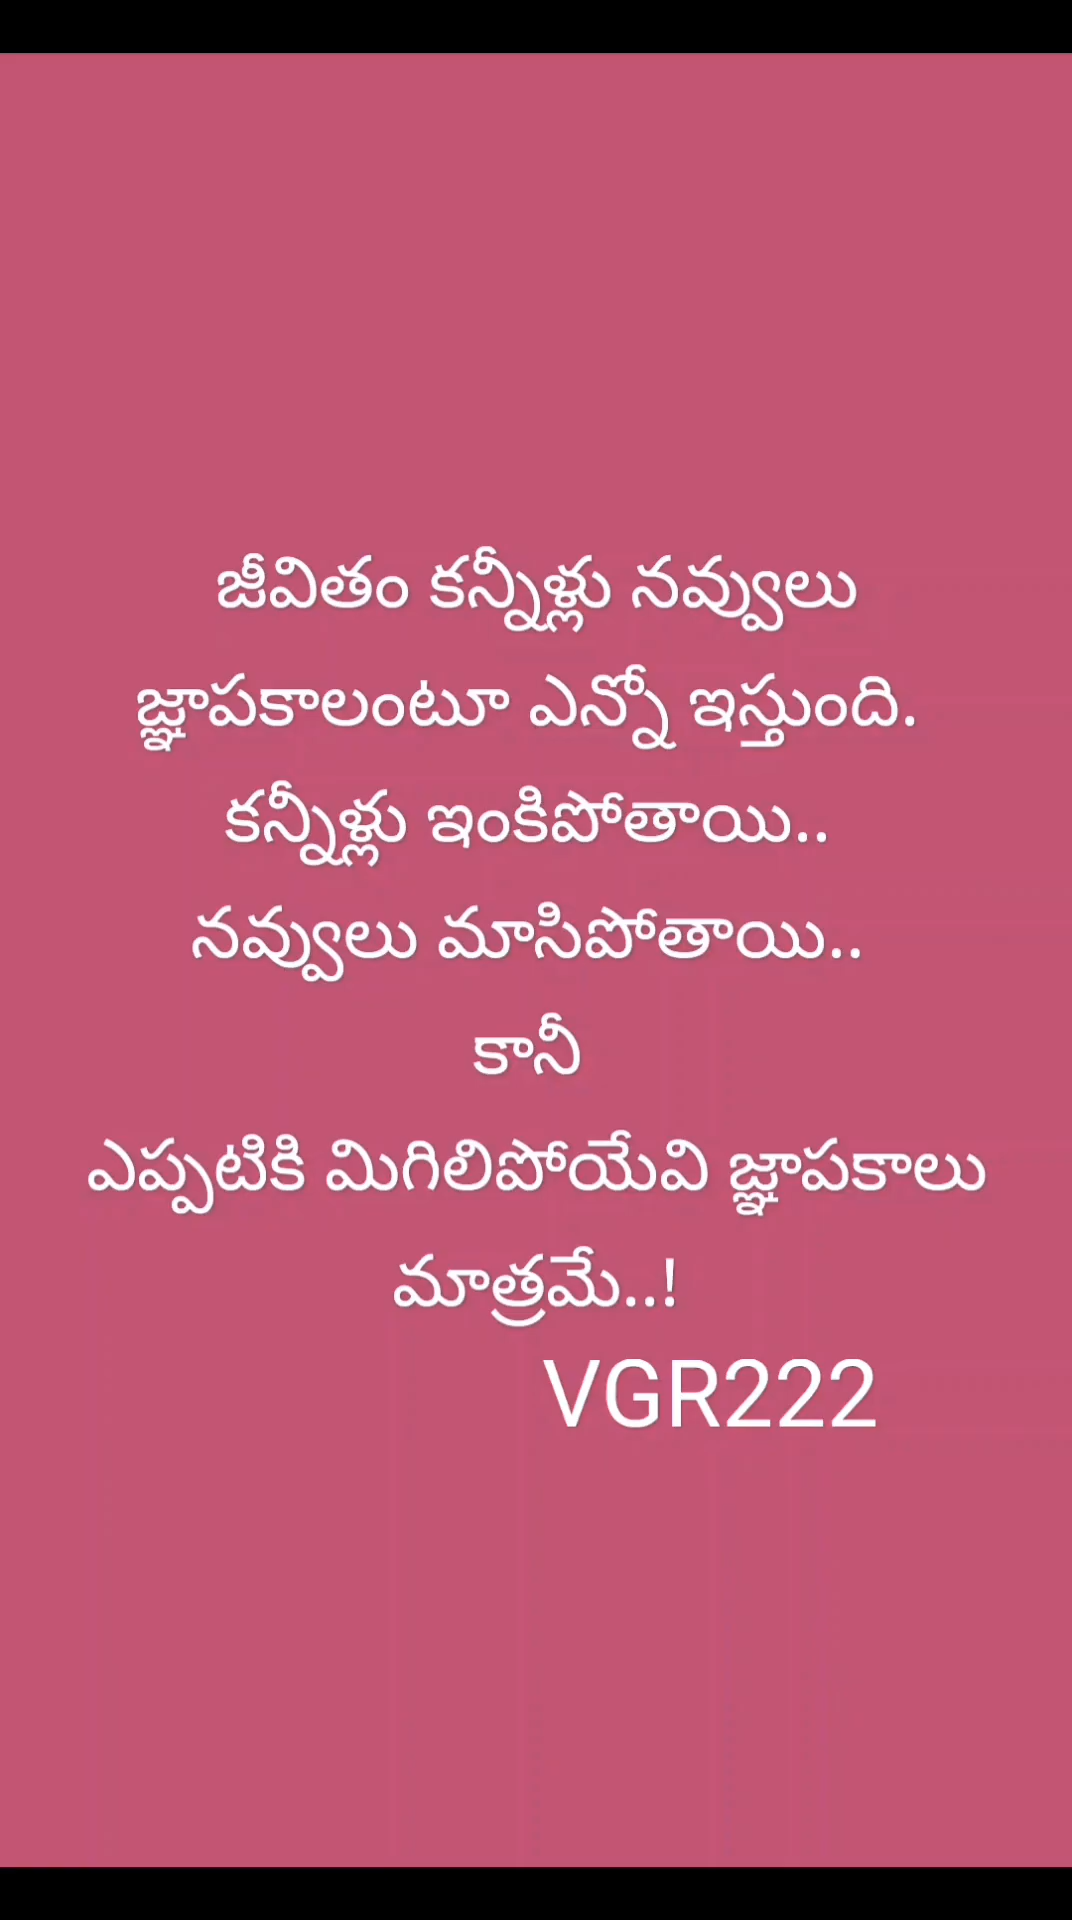 జీవితం కన్నీళ్లు నవ్వులు
జ్ఞాపకాలంటూ ఎన్నో ఇస్తుంది.
కన్నీళ్లు ఇంకిపోతాయి..
నవ్వులు మాసిపోతాయి..
కానీ
ఎప్పటికి మిగిలిపోయేవి జ్ఞాపకాలు
మాత్రమే..!
VGR222